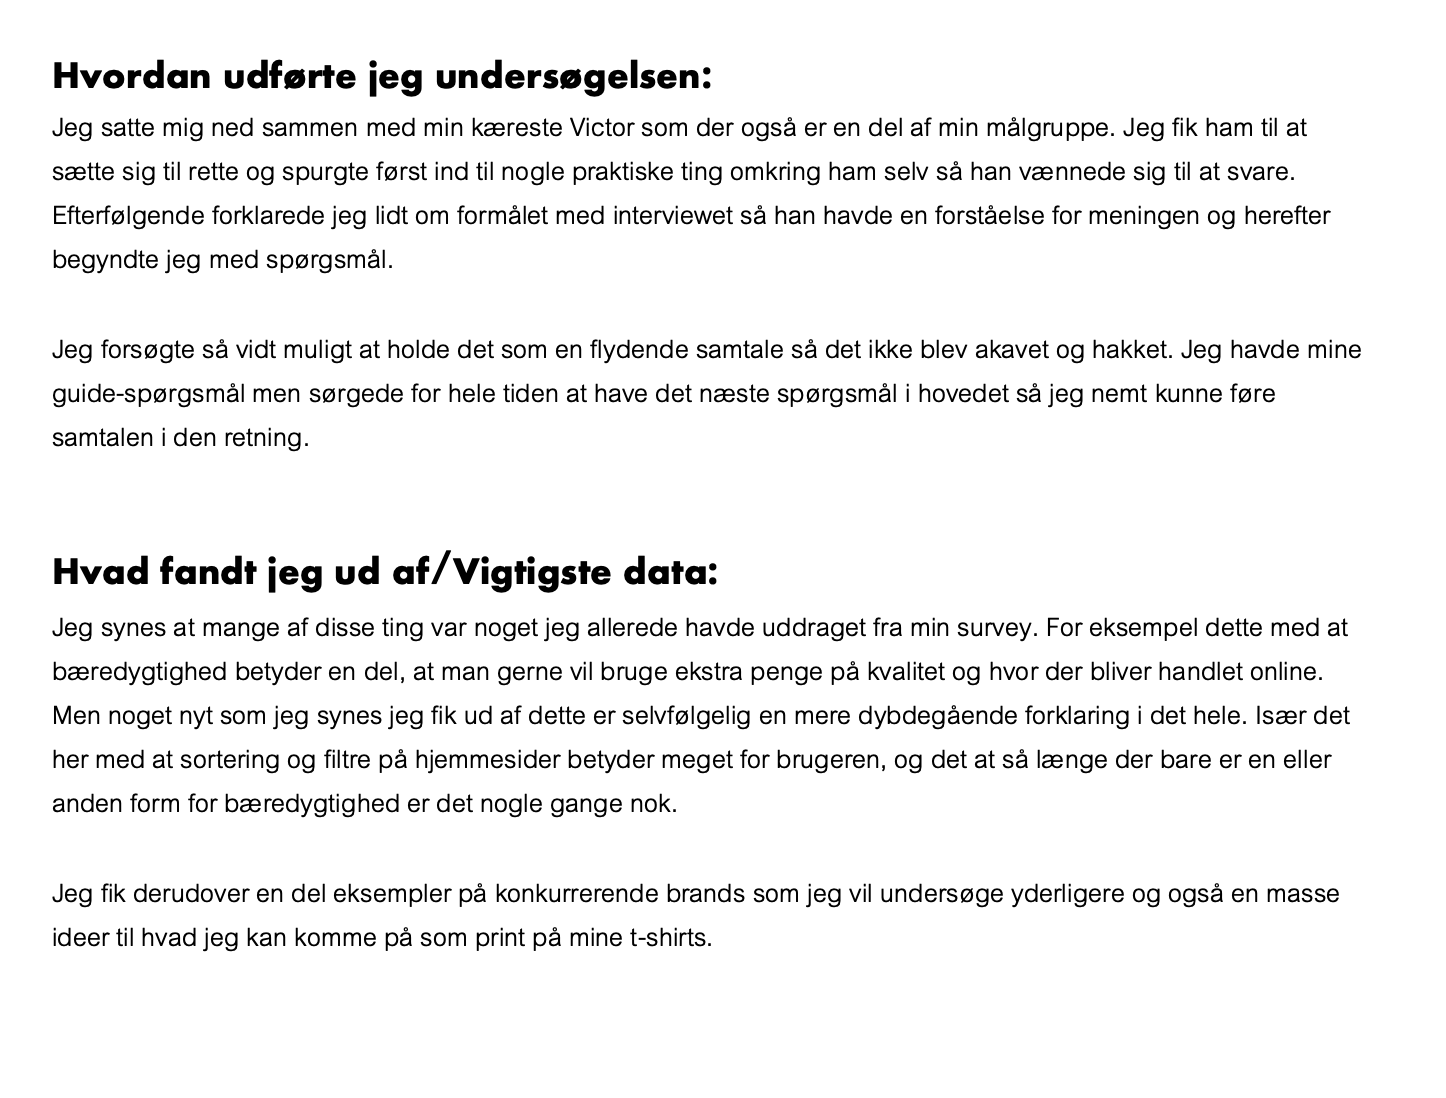 Hvordan udførte jeg undersøgelsen:
Jeg satte mig ned sammen med min kæreste Victor som der også er en del af min målgruppe. Jeg fik ham til at
sætte sig til rette og spurgte først ind til nogle praktiske ting omkring ham selv så han vænnede sig til at svare.
Efterfølgende forklarede jeg lidt om formålet med interviewet så han havde en forståelse for meningen og herefter
begyndte jeg med spørgsmål.
Jeg forsøgte så vidt muligt at holde det som en flydende samtale så det ikke blev akavet og hakket. Jeg havde mine
guide-spørgsmål men sørgede for hele tiden at have det næste spørgsmål i hovedet så jeg nemt kunne føre
samtalen i den retning.
Hvad fandt jeg ud af/Vigtigste data:
Jeg synes at mange af disse ting var noget jeg allerede havde uddraget fra min survey. For eksempel dette med at
bæredygtighed betyder en del, at man gerne vil bruge ekstra penge på kvalitet og hvor der bliver handlet online.
Men noget nyt som jeg synes jeg fik ud af dette er selvfølgelig en mere dybdegående forklaring i det hele. Især det
her med at sortering og filtre på hjemmesider betyder meget for brugeren, og det at så længe der bare er en eller
anden form for bæredygtighed er det nogle gange nok.
Jeg fik derudover en del eksempler på konkurrerende brands som jeg vil undersøge yderligere og også en masse
ideer til hvad jeg kan komme på som print på mine t-shirts.